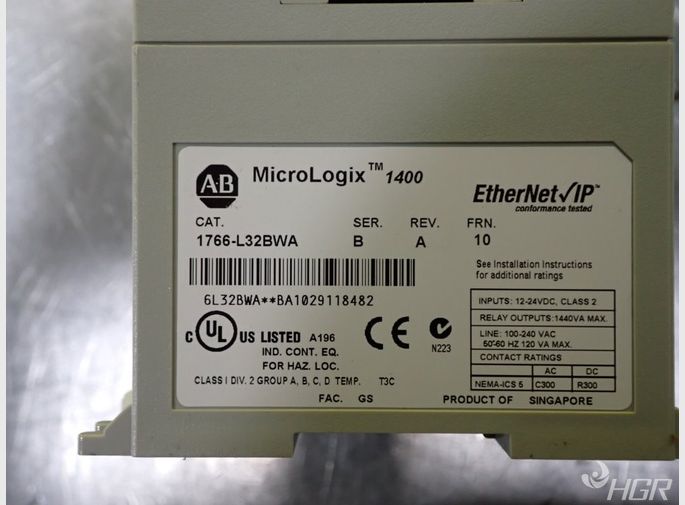 AB MicroLogix™ 1400
EtherNet/IP™
conformance tested
CAT. SER. REV. FRN.
1766-L32BWA B A 10
See Installation Instructions
for additional ratings
6L32BWA**BA1029118482
C UL US LISTED A196
IND. CONT. EQ.
FOR HAZ. LOC.
CE
N223
CLASS I DIV. 2 GROUP A, B, C, D TEMP. T3C
FAC. GS
INPUTS: 12-24VDC, CLASS 2
RELAY OUTPUTS:1440VA MAX.
LINE: 100-240 VAC
50-60 HZ 120 VA MAX.
CONTACT RATINGS
AC DC
NEMA-ICS 5 C300 R300
PRODUCT OF SINGAPORE
HGR